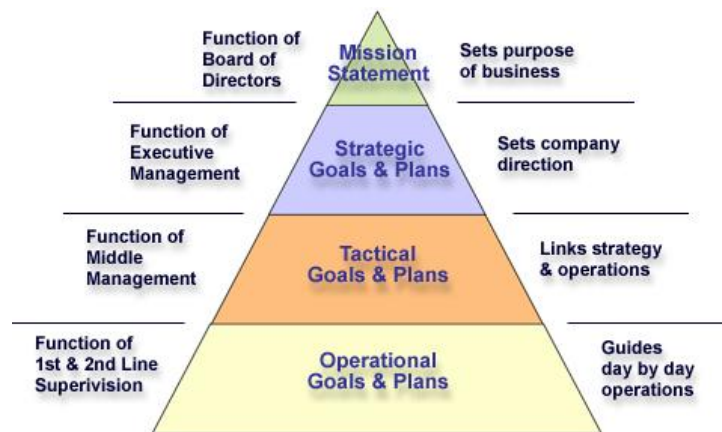 Function of
Board of
Directors
Mission
Statement
Sets purpose
of business
Function of
Executive
Management
Strategic
Goals & Plans
Sets company
direction
Function of
Middle
Management
Tactical
Goals & Plans
Links strategy
& operations
Function of
1st & 2nd Line
Superivision
Operational
Goals & Plans
Guides
day by day
operations